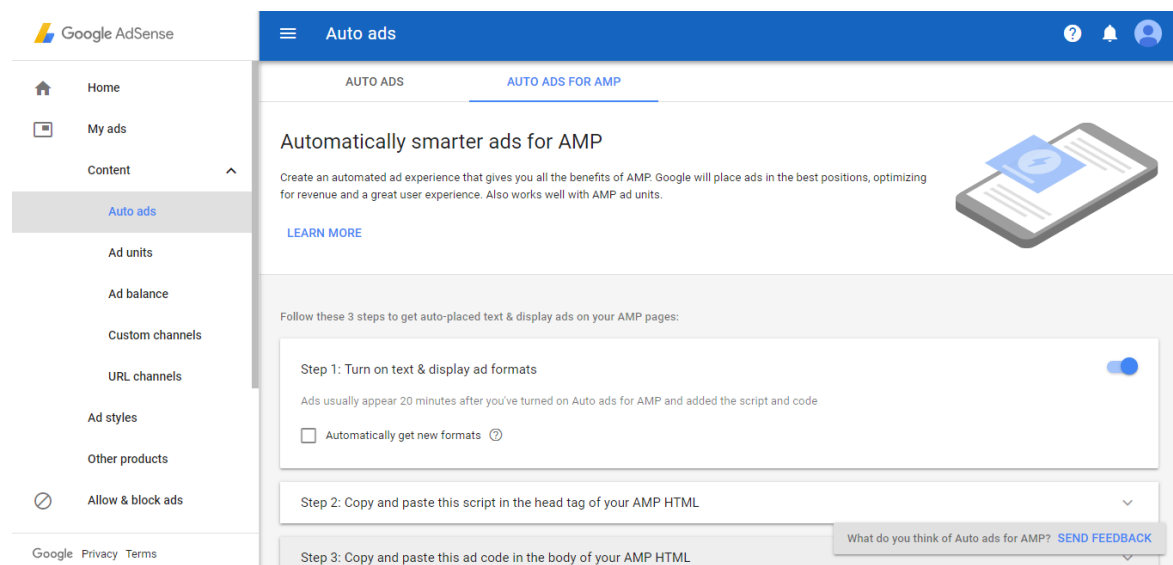 Google AdSense
Auto ads
Home
My ads
Content
Auto ads
Ad units
Ad balance
Custom channels
URL channels
Ad styles
Other products
Allow & block ads
Google Privacy Terms
AUTO ADS
AUTO ADS FOR AMP
Automatically smarter ads for AMP
Create an automated ad experience that gives you all the benefits of AMP. Google will place ads in the best positions, optimizing
for revenue and a great user experience. Also works well with AMP ad units.
LEARN MORE
Follow these 3 steps to get auto-placed text & display ads on your AMP pages:
Step 1: Turn on text & display ad formats
Ads usually appear 20 minutes after you've turned on Auto ads for AMP and added the script and code
Automatically get new formats
Step 2: Copy and paste this script in the head tag of your AMP HTML
What do you think of Auto ads for AMP? SEND FEEDBACK
Step 3: Copy and paste this ad code in the body of your AMP HTML